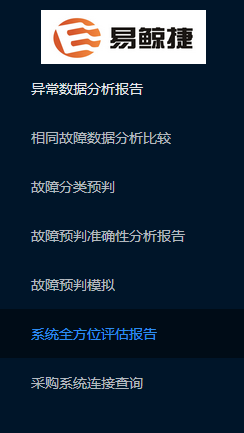 易鲸捷
异常数据分析报告
相同故障数据分析比较
故障分类预判
故障预判准确性分析报告
故障预判模拟
系统全方位评估报告
采购系统连接查询